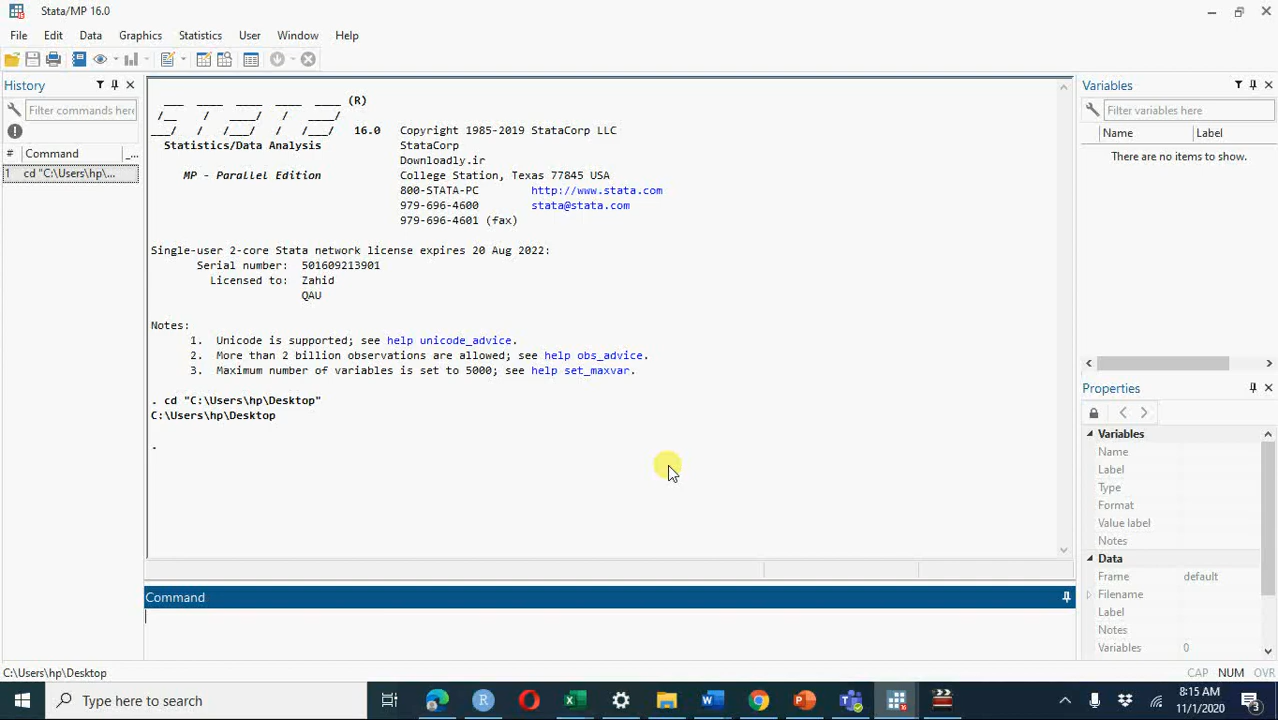 Stata/MP 16.0
File Edit Data Graphics Statistics User Window Help
History
Filter commands here
# Command _...
1 cd "C:\Users\hp\...
(R)
16.0 Copyright 1985-2019 StataCorp LLC
Statistics/Data Analysis StataCorp
Downloadly.ir
MP - Parallel Edition College Station, Texas 77845 USA
800-STATA-PC http://www.stata.com
979-696-4600 stata@stata.com
979-696-4601 (fax)
Single-user 2-core Stata network license expires 20 Aug 2022:
Serial number: 501609213901
Licensed to: Zahid
QAU
Notes:
1. Unicode is supported; see help unicode_advice.
2. More than 2 billion observations are allowed; see help obs_advice.
3. Maximum number of variables is set to 5000; see help set_maxvar.
. cd "C:\Users\hp\Desktop"
C:\Users\hp\Desktop
.
Command
Variables
Filter variables here
Name Label
There are no items to show.
Properties
Variables
Name
Label
Type
Format
Value label
Notes
Data
Frame default
Filename
Label
Notes
Variables 0
C:\Users\hp\Desktop
CAP NUM OVR
Type here to search
8:15 AM
11/1/2020
3